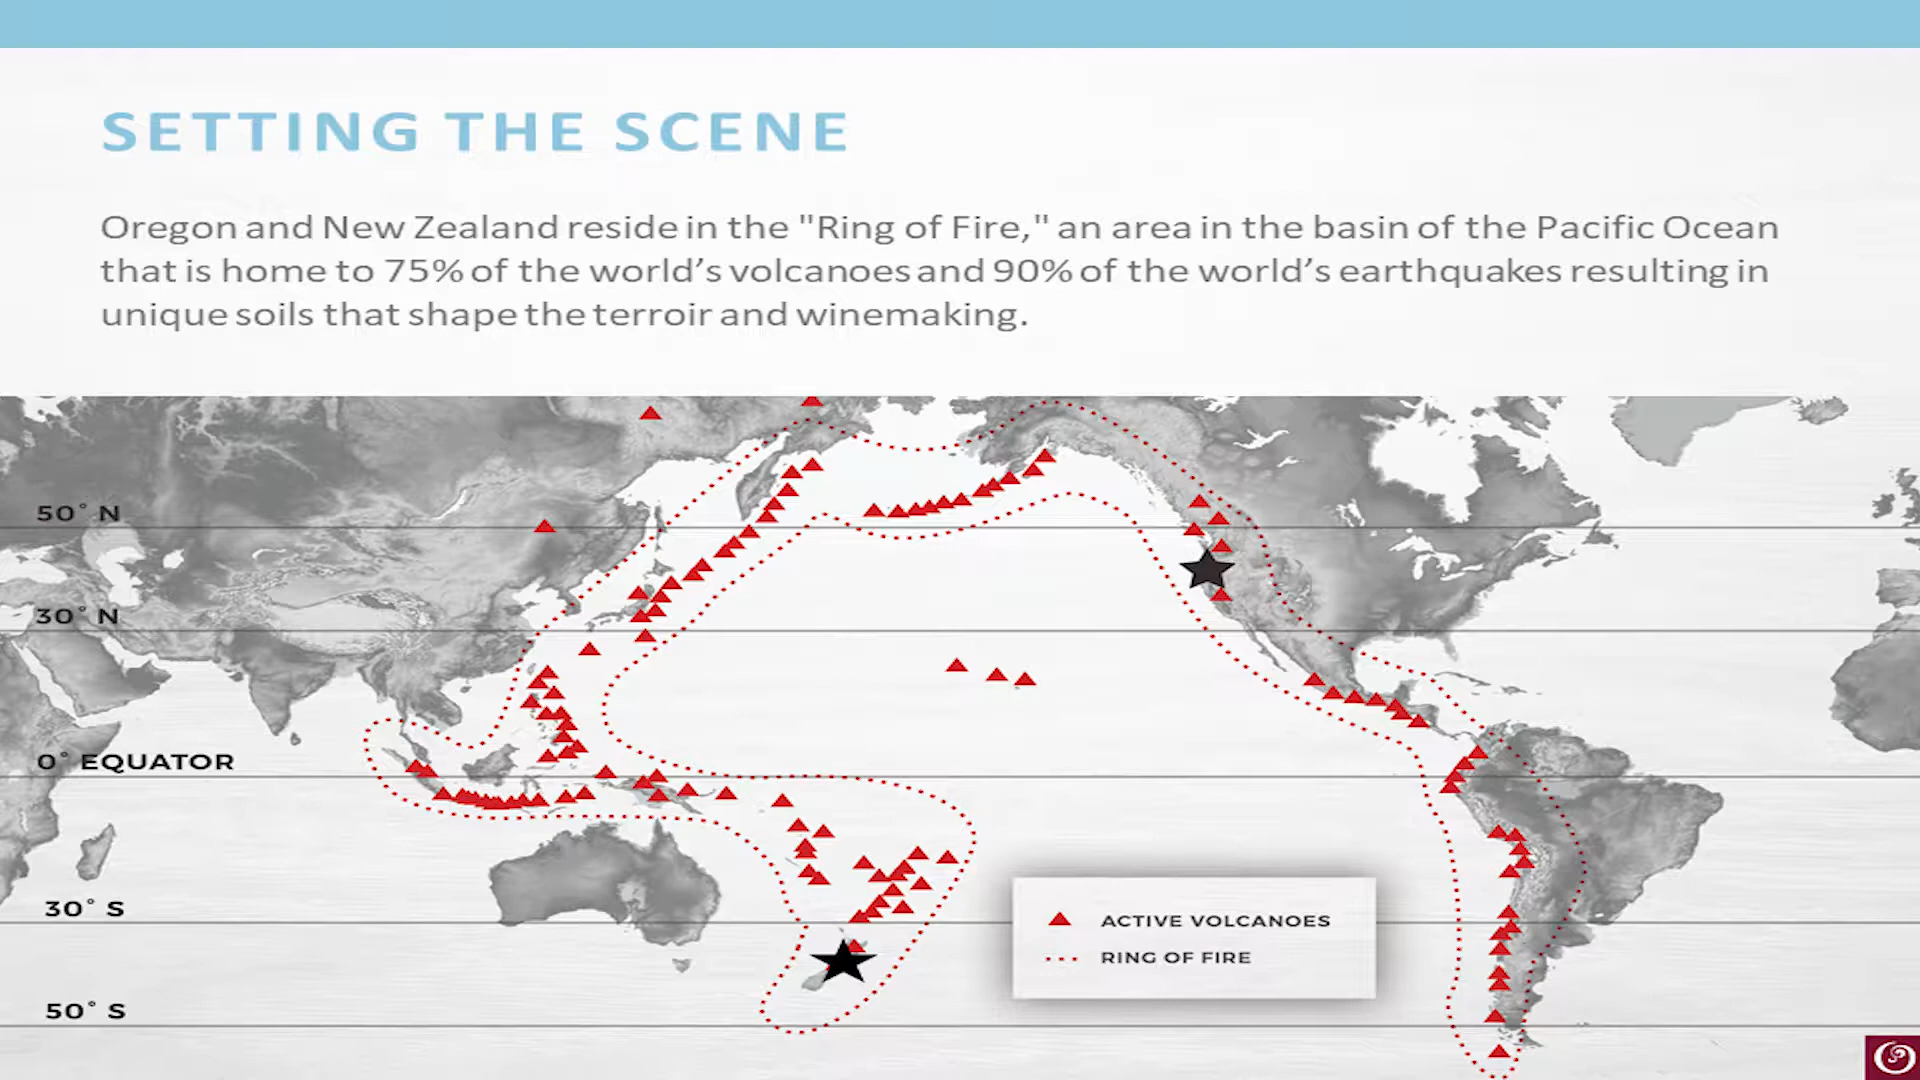 SETTING THE SCENE
Oregon and New Zealand reside in the "Ring of Fire," an area in the basin of the Pacific Ocean
that is home to 75% of the world’s volcanoes and 90% of the world’s earthquakes resulting in
unique soils that shape the terroir and winemaking.
50° N
30° N
0° EQUATOR
30° S
50° S
ACTIVE VOLCANOES
RING OF FIRE